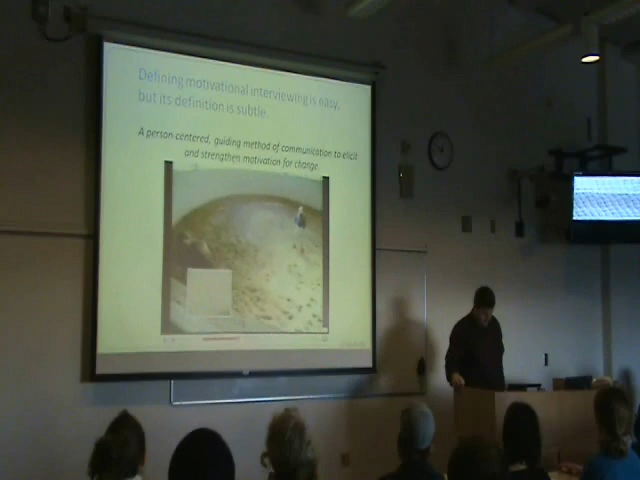 Defining motivational interviewing is easy,
but its definition is subtle.
A person centered, guiding method of communication to elicit
and strengthen motivation for change.